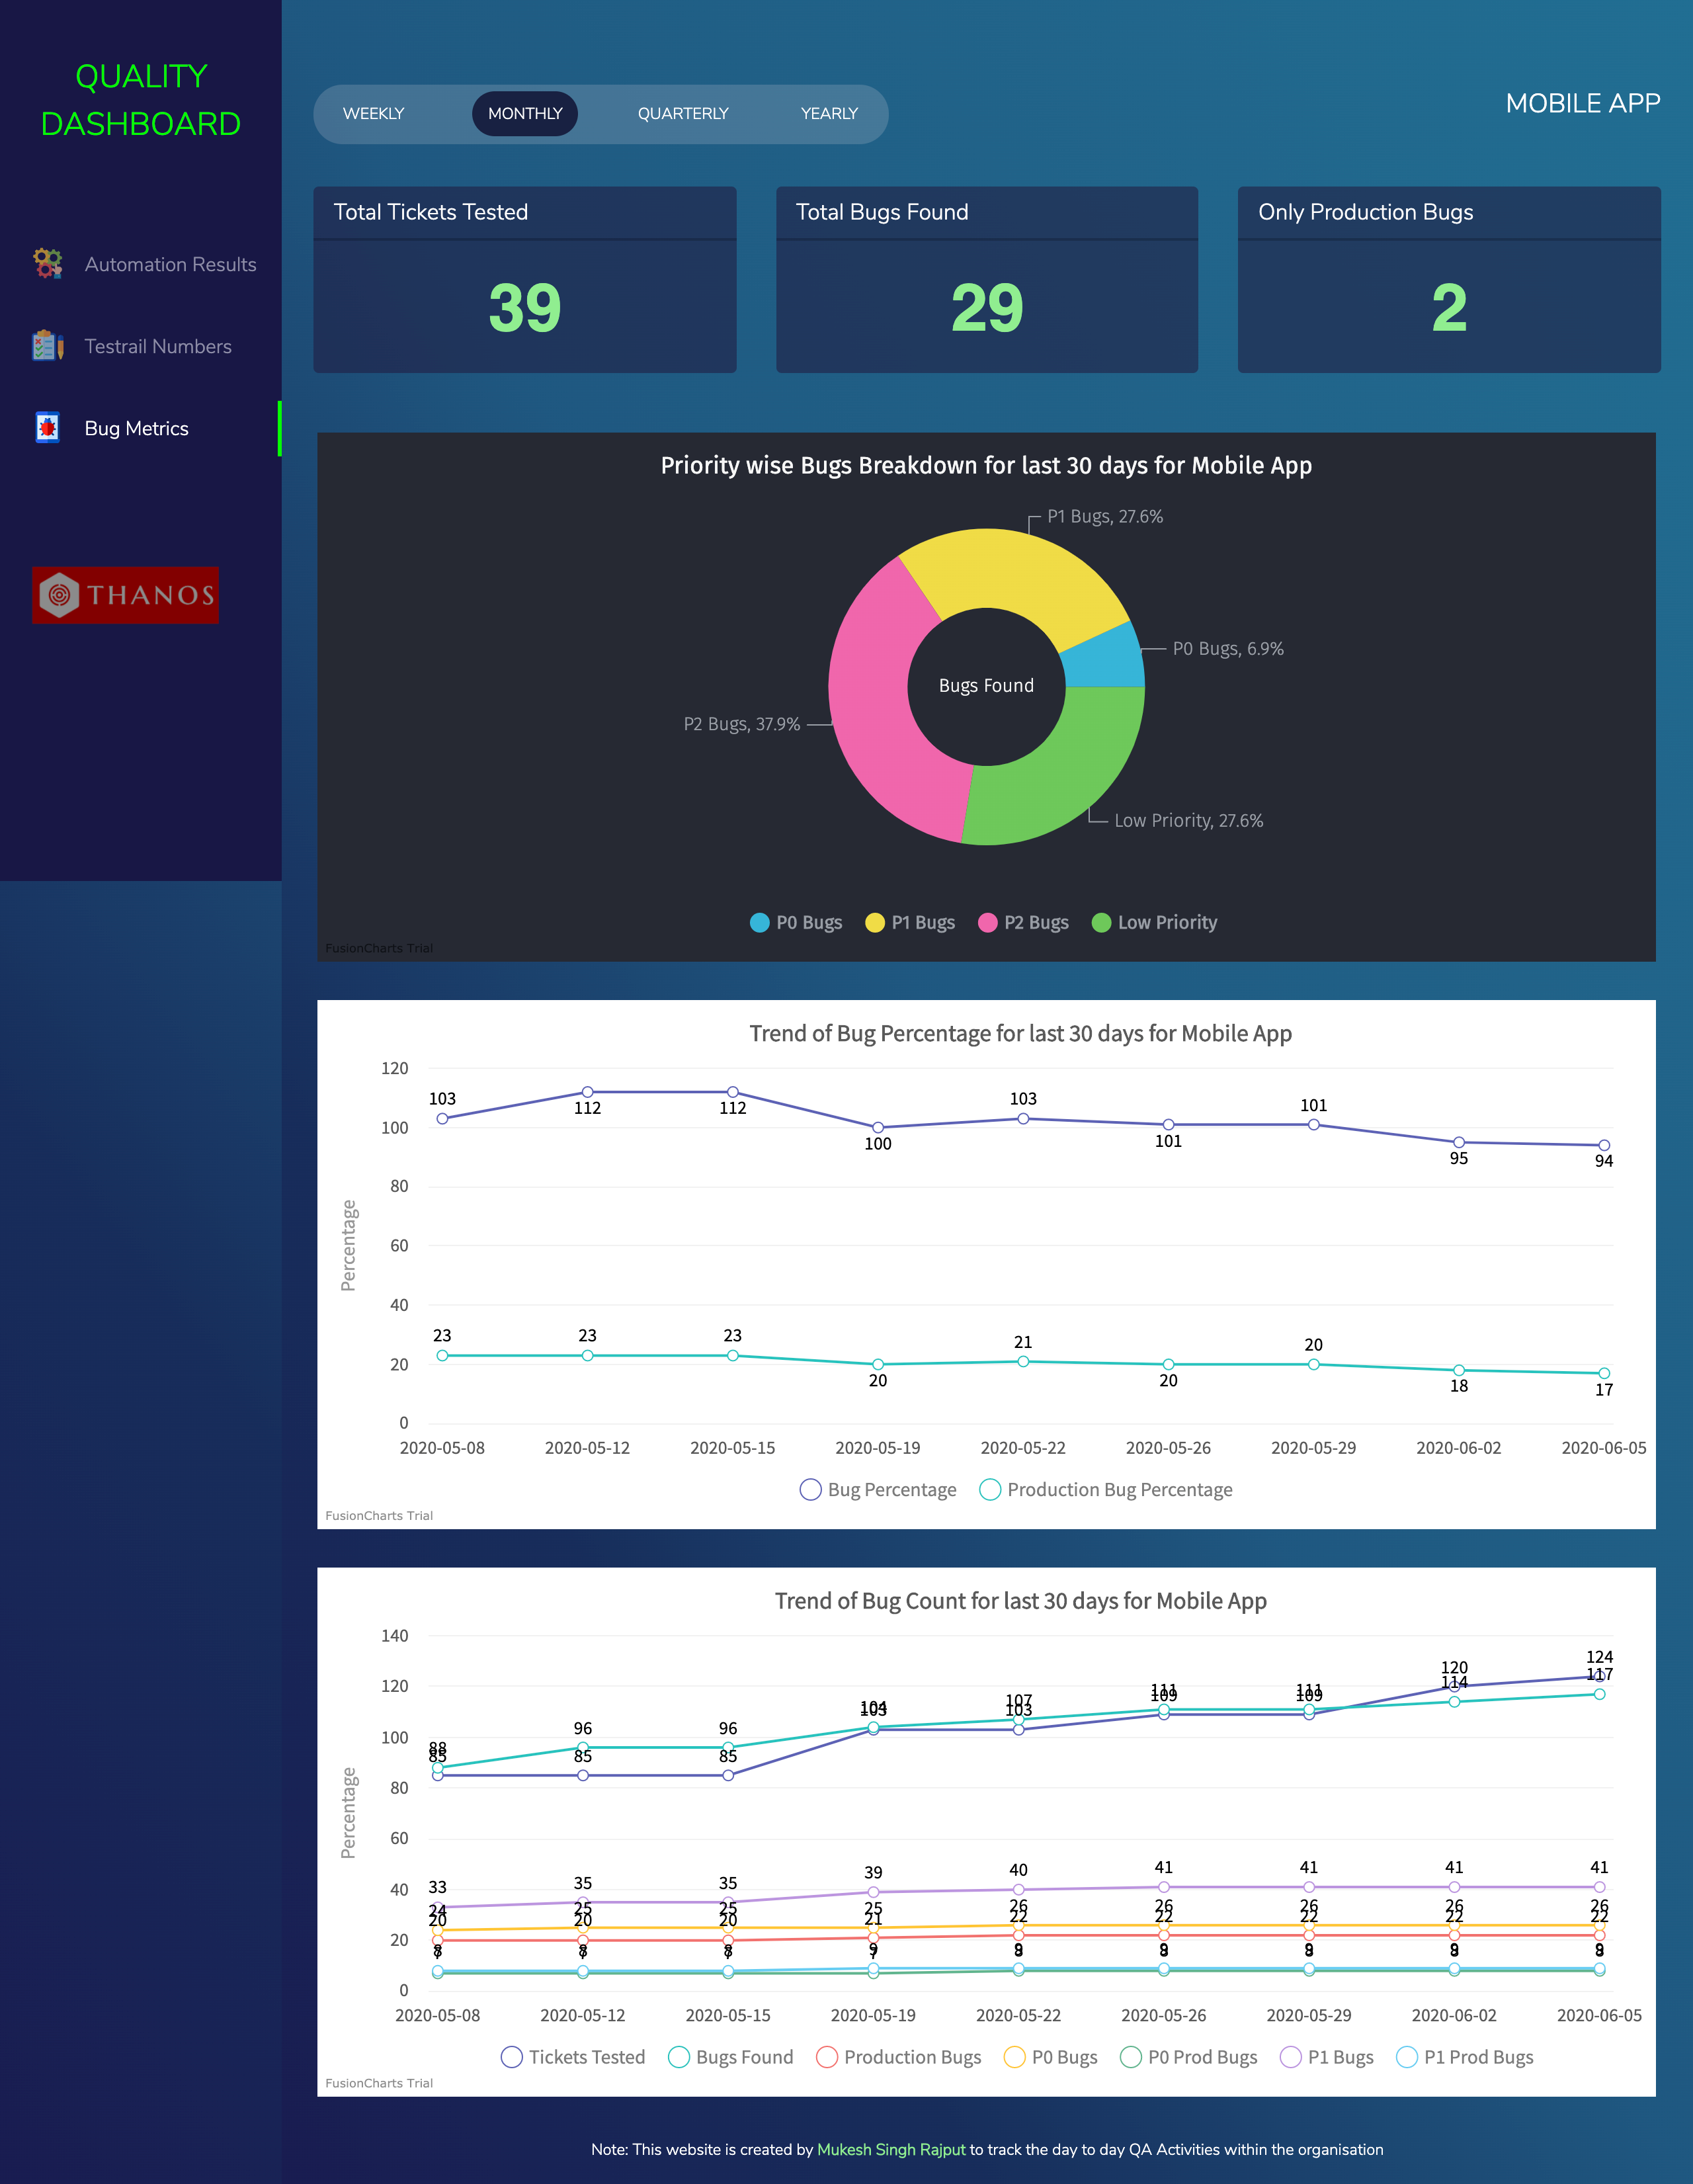 QUALITY
DASHBOARD
WEEKLY MONTHLY QUARTERLY YEARLY
MOBILE APP
Automation Results
Testrail Numbers
Bug Metrics
THANOS
Total Tickets Tested
39
Total Bugs Found
29
Only Production Bugs
2
Priority wise Bugs Breakdown for last 30 days for Mobile App
P1 Bugs, 27.6%
P0 Bugs, 6.9%
Bugs Found
P2 Bugs, 37.9%
Low Priority, 27.6%
P0 Bugs P1 Bugs P2 Bugs Low Priority
FusionCharts Trial
Trend of Bug Percentage for last 30 days for Mobile App
Percentage
120
100
80
60
40
20
0
103 112 112 100 103 101 101 95 94
23 23 23 20 21 20 20 18 17
2020-05-08 2020-05-12 2020-05-15 2020-05-19 2020-05-22 2020-05-26 2020-05-29 2020-06-02 2020-06-05
Bug Percentage Production Bug Percentage
FusionCharts Trial
Trend of Bug Count for last 30 days for Mobile App
Percentage
140
120
100
80
60
40
20
0
88 96 96 104 107 111 111 114 117
85 85 85 103 103 109 109 120 124
33 35 35 39 40 41 41 41 41
24 25 25 25 26 26 26 26 26
20 20 20 21 22 22 22 22 22
8 8 8 9 9 9 9 9 9
7 7 7 7 8 8 8 8 8
2020-05-08 2020-05-12 2020-05-15 2020-05-19 2020-05-22 2020-05-26 2020-05-29 2020-06-02 2020-06-05
Tickets Tested Bugs Found Production Bugs P0 Bugs P0 Prod Bugs P1 Bugs P1 Prod Bugs
FusionCharts Trial
Note: This website is created by Mukesh Singh Rajput to track the day to day QA Activities within the organisation